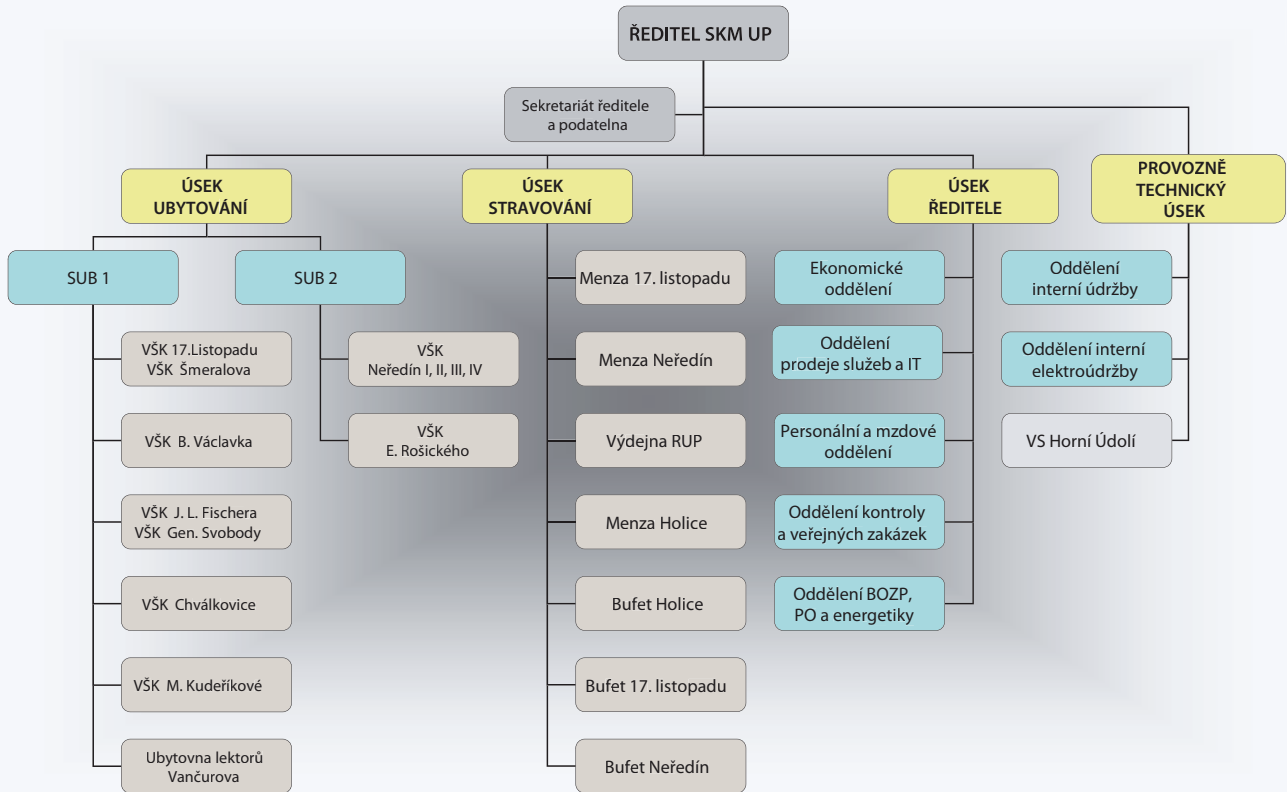 ŘEDITEL SKM UP
Sekretariát ředitele
a podatelna
ÚSEK
UBYTOVÁNÍ
ÚSEK
STRAVOVÁNÍ
ÚSEK
ŘEDITELE
PROVOZNĚ
TECHNICKÝ
ÚSEK
SUB 1
SUB 2
VŠK 17.Listopadu
VŠK Šmeralova
VŠK B. Václavka
VŠK J. L. Fischera
VŠK Gen. Svobody
VŠK Chválkovice
VŠK M. Kudeříkové
Ubytovna lektorů
Vančurova
VŠK
Neředín I, II, III, IV
VŠK
E. Rošického
Menza 17. listopadu
Menza Neředín
Výdejna RUP
Menza Holice
Bufet Holice
Bufet 17. listopadu
Bufet Neředín
Ekonomické
oddělení
Oddělení
prodeje služeb a IT
Personální a mzdové
oddělení
Oddělení kontroly
a veřejných zakázek
Oddělení BOZP,
PO a energetiky
Oddělení
interní údržby
Oddělení interní
elektroúdržby
VS Horní Údolí